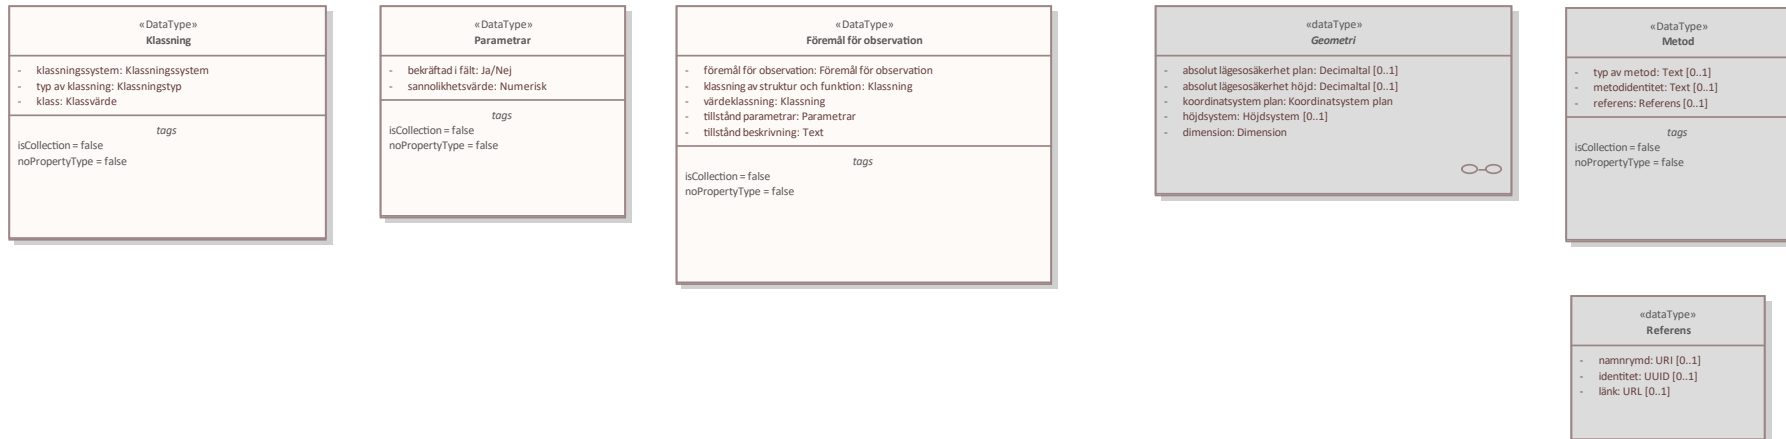 «DataType»
Klassning
- klassningssystem: Klassningssystem
- typ av klassning: Klassningstyp
- klass: Klassvärde
tags
isCollection = false
noPropertyType = false
«DataType»
Parametrar
- bekräftad i fält: Ja/Nej
- sannolikhetsvärde: Numerisk
tags
isCollection = false
noPropertyType = false
«DataType»
Föremål för observation
- föremål för observation: Föremål för observation
- klassning av struktur och funktion: Klassning
- värdeklassning: Klassning
- tillstånd parametrar: Parametrar
- tillstånd beskrivning: Text
tags
isCollection = false
noPropertyType = false
«dataType»
Geometri
- absolut lägesosäkerhet plan: Decimaltal [0..1]
- absolut lägesosäkerhet höjd: Decimaltal [0..1]
- koordinatsystem plan: Koordinatsystem plan
- höjdsystem: Höjdsystem [0..1]
- dimension: Dimension
«DataType»
Metod
- typ av metod: Text [0..1]
- metodidentitet: Text [0..1]
- referens: Referens [0..1]
tags
isCollection = false
noPropertyType = false
«dataType»
Referens
- namnrymd: URI [0..1]
- identitet: UUID [0..1]
- länk: URL [0..1]